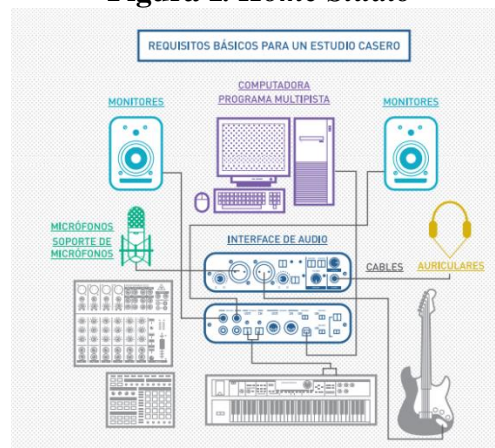 Figura 1. Home Studio
REQUISITOS BÁSICOS PARA UN ESTUDIO CASERO
COMPUTADORA
PROGRAMA MULTIPISTA
MONITORES
MONITORES
MICRÓFONOS
SOPORTE DE
MICRÓFONOS
INTERFACE DE AUDIO
CABLES
AURICULARES